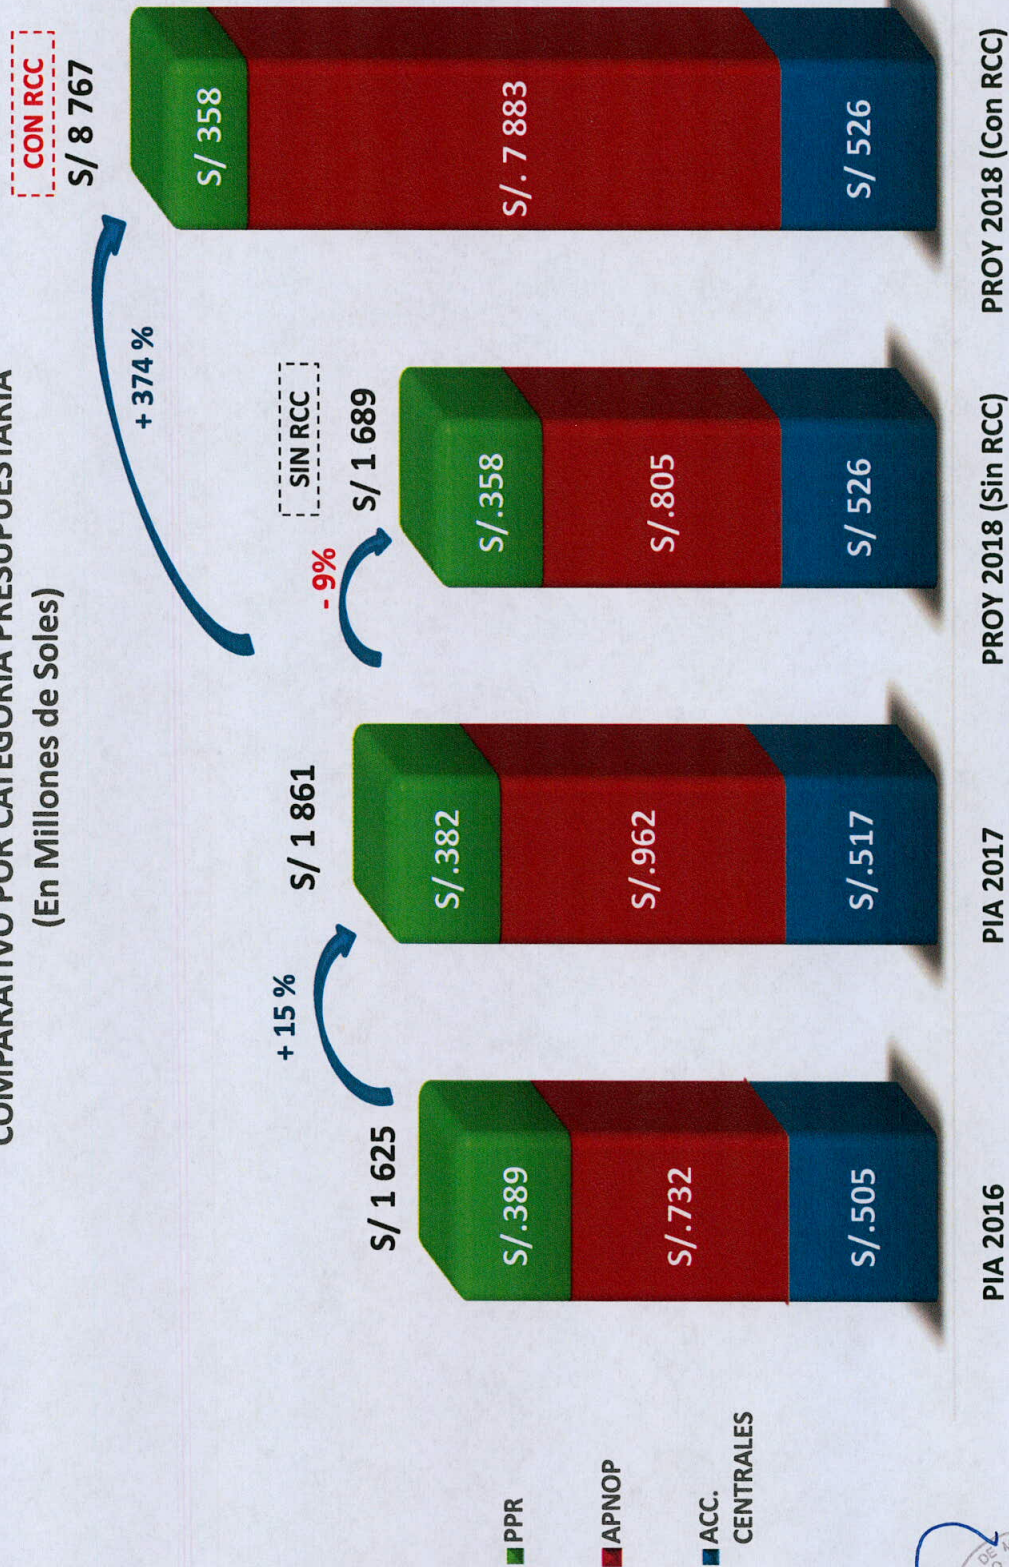 COMPARATIVO POR CATEGORÍA PRESUPUESTARIA
(En Millones de Soles)
CON RCC
S/ 8 767
+ 374 %
SIN RCC
S/ 1 689
- 9%
S/ 1 861
+ 15 %
S/ 1 625
S/.389
S/.382
S/.358
S/ 358
S/.732
S/.962
S/.805
S/. 7 883
S/.505
S/.517
S/ 526
S/ 526
PPR
APNOP
ACC.
CENTRALES
PIA 2016
PIA 2017
PROY 2018 (Sin RCC)
PROY 2018 (Con RCC)